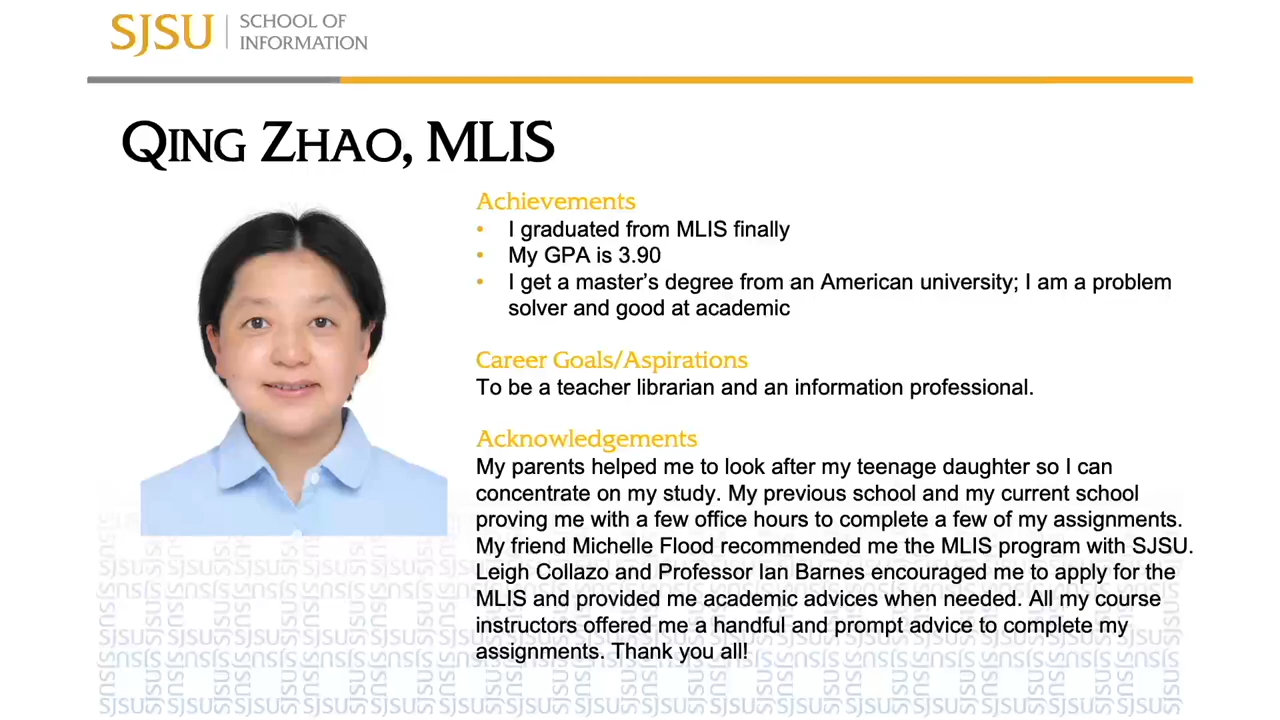 SJSU
SCHOOL OF
INFORMATION
QING ZHAO, MLIS
Achievements
• I graduated from MLIS finally
• My GPA is 3.90
• I get a master's degree from an American university; I am a problem
solver and good at academic
Career Goals/Aspirations
To be a teacher librarian and an information professional.
Acknowledgements
My parents helped me to look after my teenage daughter so I can
concentrate on my study. My previous school and my current school
proving me with a few office hours to complete a few of my assignments.
My friend Michelle Flood recommended me the MLIS program with SJSU.
Leigh Collazo and Professor Ian Barnes encouraged me to apply for the
MLIS and provided me academic advices when needed. All my course
instructors offered me a handful and prompt advice to complete my
assignments. Thank you all!